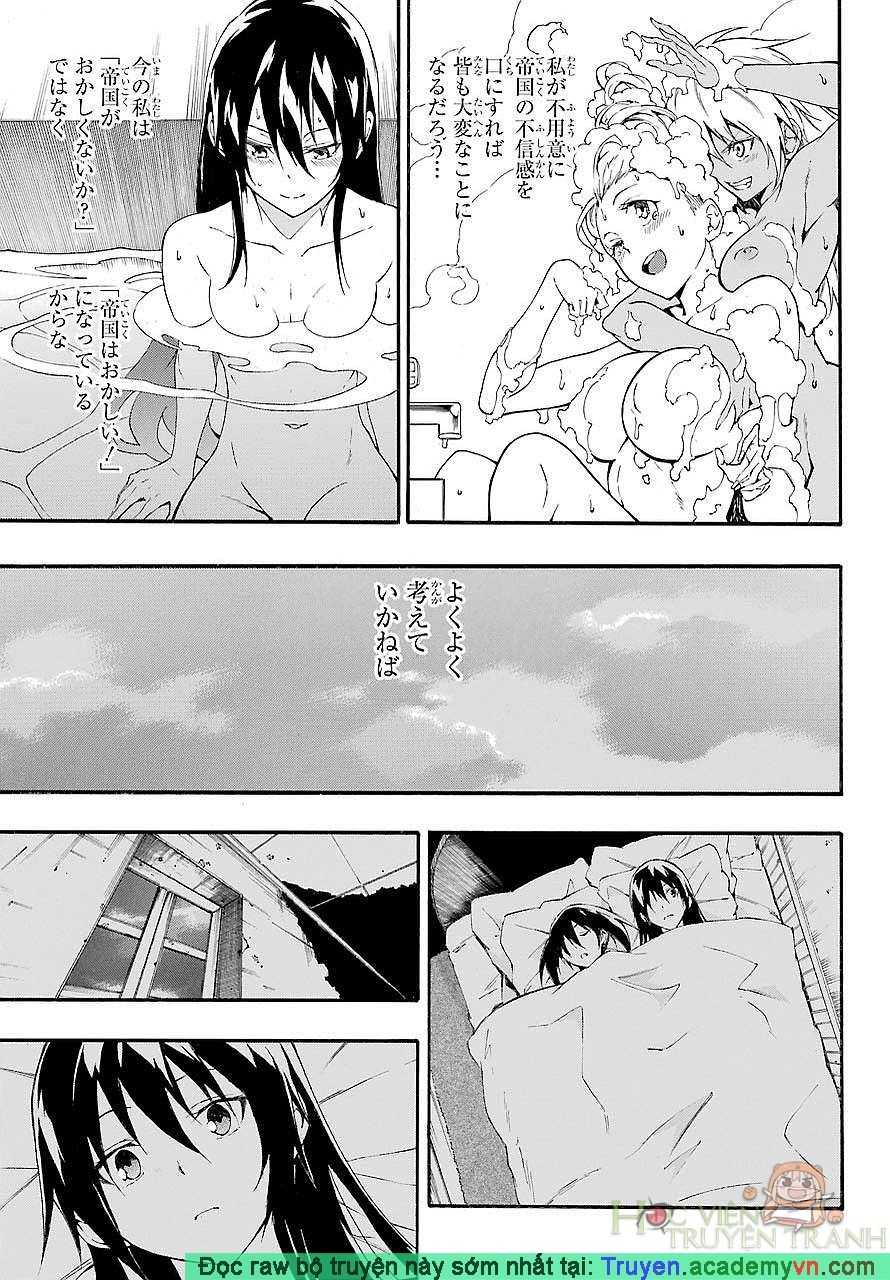 私が不用意に
帝国の不信感を
口にすれば
皆も大変なことに
なるだろう…
今の私は
「帝国が
おかしくないか?」
ではなく
「帝国はおかしい!」
になっている
からな
よくよく
考えて
いかねば
HỌC VIỆN
TRUYỆN TRANH
Đọc raw bộ truyện này sớm nhất tại: Truyen.academyvn.com